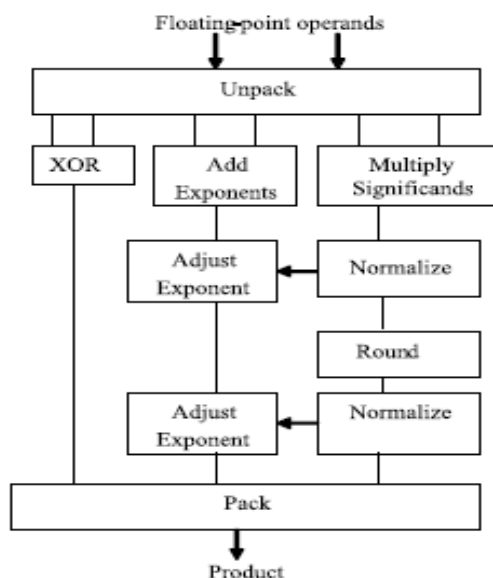 Floating-point operands
Unpack
XOR
Add
Exponents
Multiply
Significands
Adjust
Exponent
Normalize
Round
Adjust
Exponent
Normalize
Pack
Product